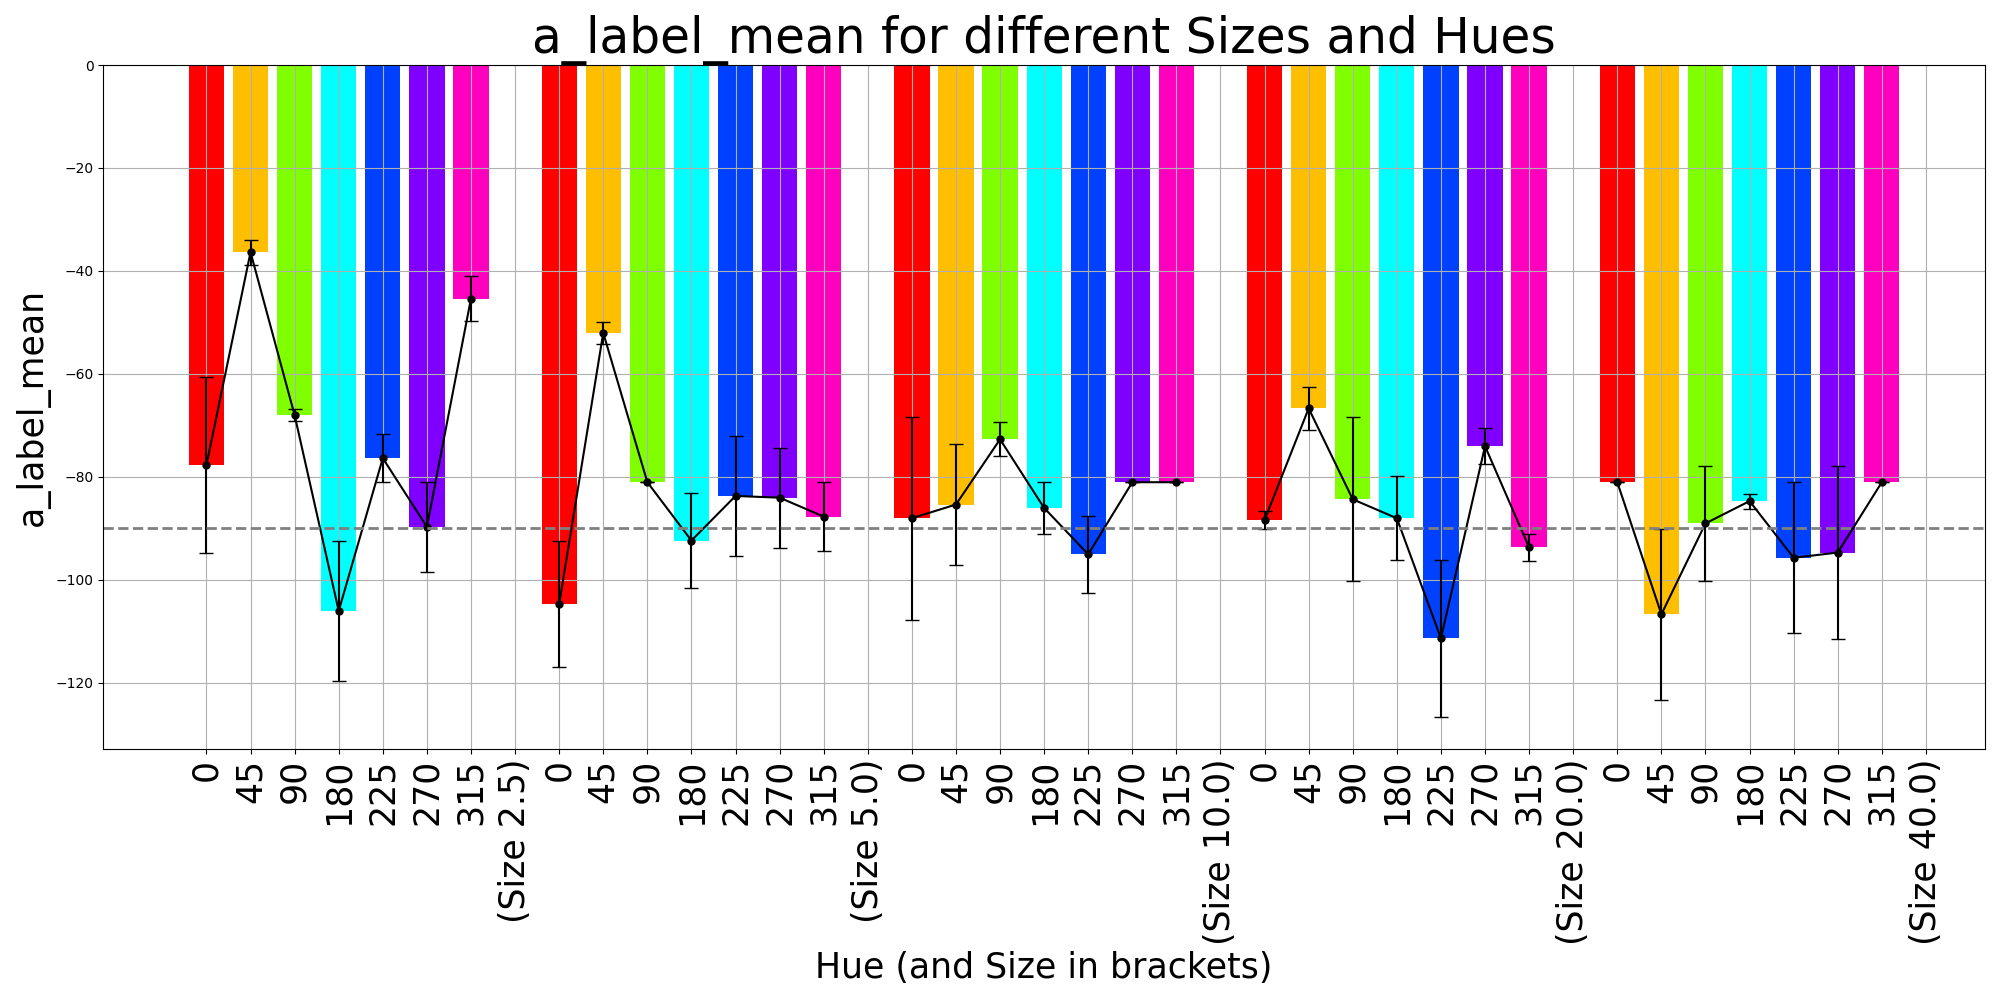 a_label_mean for different Sizes and Hues
a_label_mean
0
−20
−40
−60
−80
−100
−120
0 45 90 180 225 270 315 (Size 2.5) 0 45 90 180 225 270 315 (Size 5.0) 0 45 90 180 225 270 315 (Size 10.0) 0 45 90 180 225 270 315 (Size 20.0) 0 45 90 180 225 270 315 (Size 40.0)
Hue (and Size in brackets)